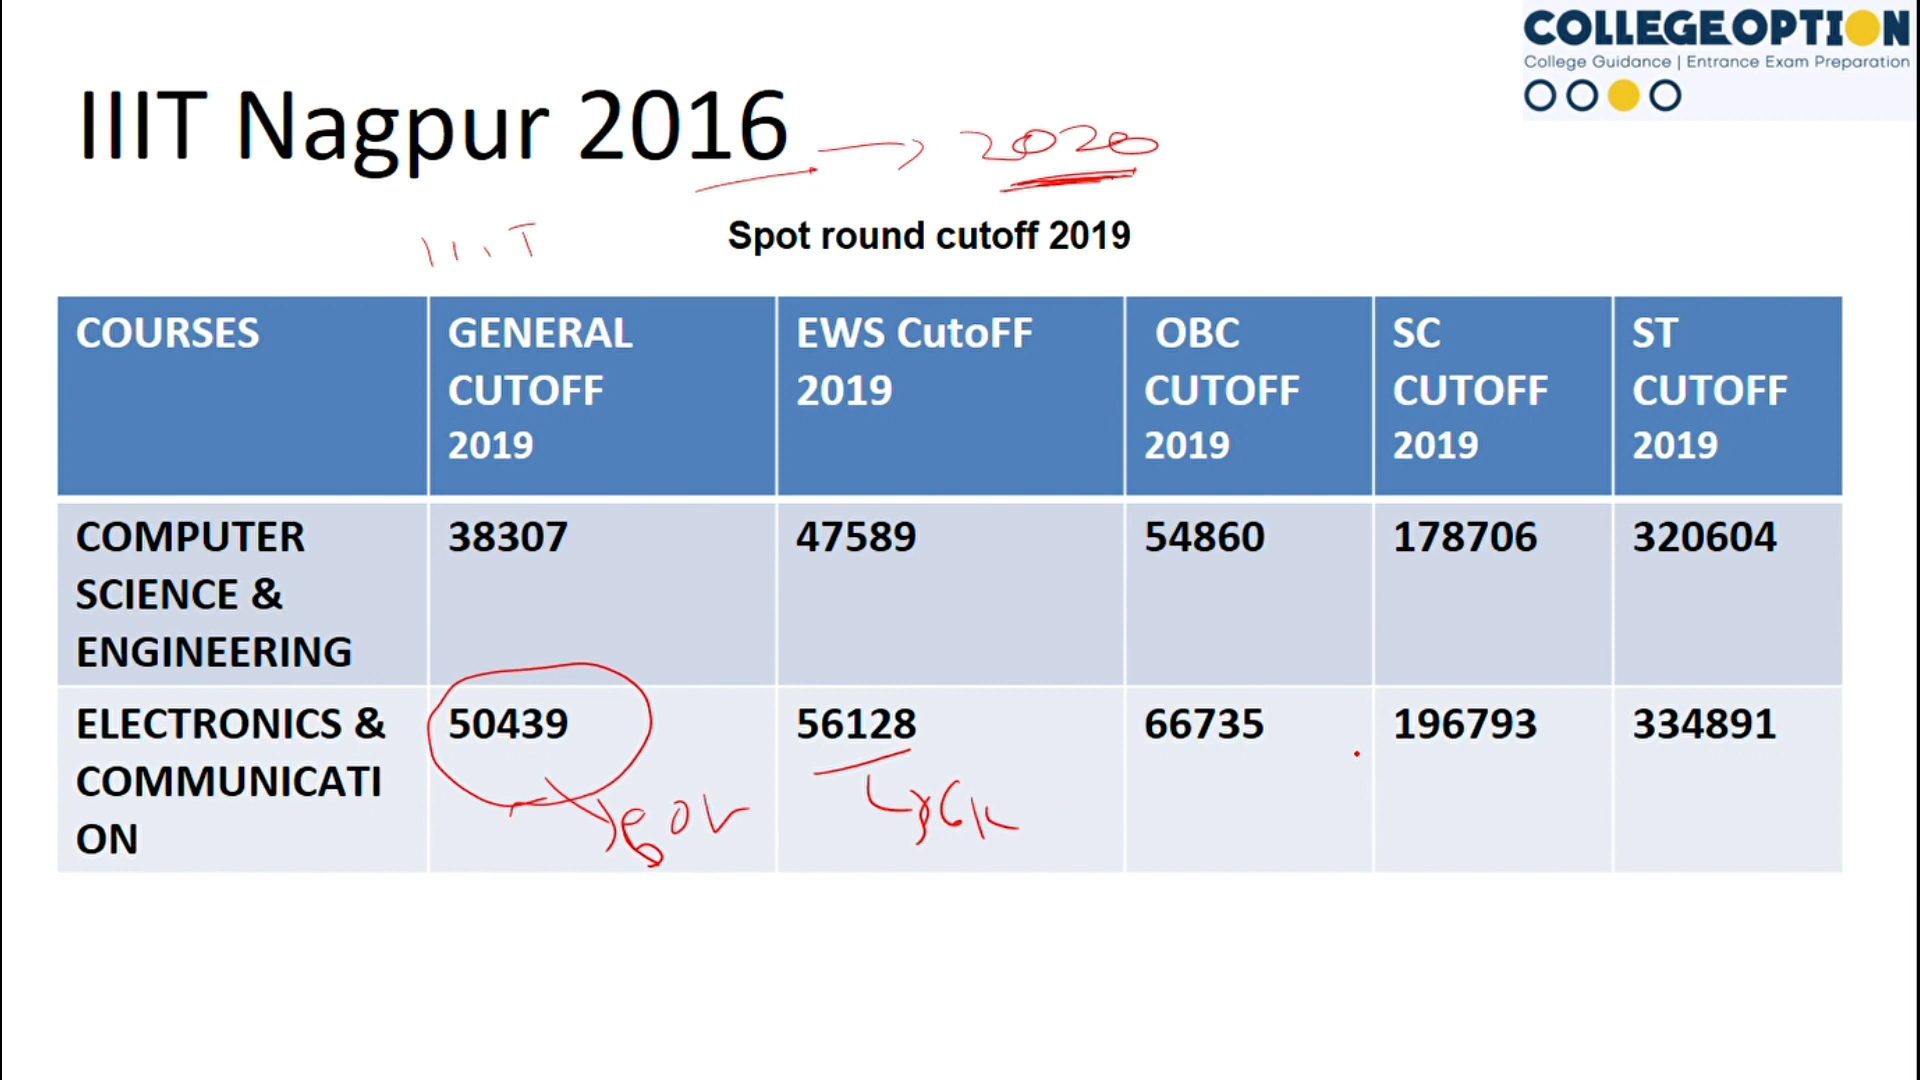 COLLEGEOPTION
College Guidance | Entrance Exam Preparation
IIIT Nagpur 2016
2020
IIIT
Spot round cutoff 2019
COURSES
GENERAL
CUTOFF
2019
EWS CutoFF
2019
OBC
CUTOFF
2019
SC
CUTOFF
2019
ST
CUTOFF
2019
COMPUTER
SCIENCE &
ENGINEERING
38307
47589
54860
178706
320604
ELECTRONICS &
COMMUNICATI
ON
50439
56128
66735
196793
334891